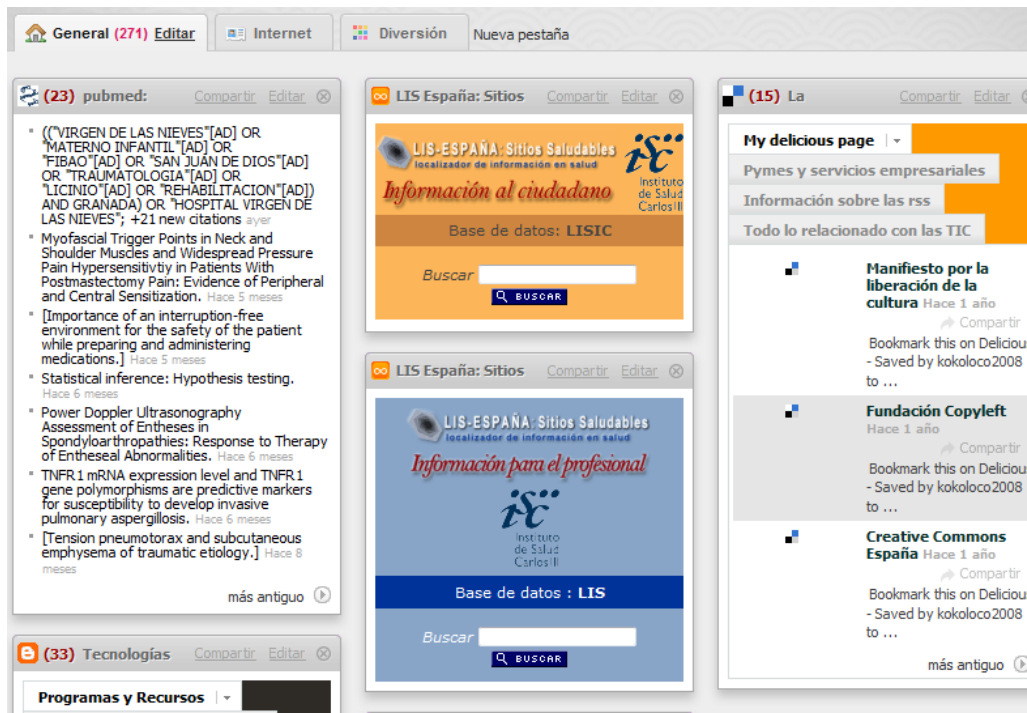 General (271) Editar
Internet
Diversión
Nueva pestaña
(23) pubmed:
Compartir Editar
(("VIRGEN DE LAS NIEVES"[AD] OR
"MATERNO INFANTIL"[AD] OR
"FIBAO"[AD] OR "SAN JUAN DE DIOS"[AD]
OR "TRAUMATOLOGIA"[AD] OR
"LICINIO"[AD] OR "REHABILITACION"[AD])
AND GRANADA) OR "HOSPITAL VIRGEN DE
LAS NIEVES"; +21 new citations ayer
Myofascial Trigger Points in Neck and
Shoulder Muscles and Widespread Pressure
Pain Hypersensitivtiy in Patients With
Postmastectomy Pain: Evidence of Peripheral
and Central Sensitization. Hace 5 meses
[Importance of an interruption-free
environment for the safety of the patient
while preparing and administering
medications.] Hace 5 meses
Statistical inference: Hypothesis testing.
Hace 6 meses
Power Doppler Ultrasonography
Assessment of Entheses in
Spondyloarthropathies: Response to Therapy
of Entheseal Abnormalities. Hace 6 meses
TNFR1 mRNA expression level and TNFR1
gene polymorphisms are predictive markers
for susceptibility to develop invasive
pulmonary aspergillosis. Hace 6 meses
[Tension pneumotorax and subcutaneous
emphysema of traumatic etiology.] Hace 8
meses
más antiguo
(33) Tecnologías
Compartir Editar
Programas y Recursos
LIS España: Sitios
Compartir Editar
LIS-ESPAÑA: Sitios Saludables
localizador de información en salud
Información al ciudadano
isc
Instituto
de Salud
Carlos III
Base de datos: LISIC
Buscar
BUSCAR
LIS España: Sitios
Compartir Editar
LIS-ESPAÑA: Sitios Saludables
localizador de información en salud
Información para el profesional
isc
Instituto
de Salud
Carlos III
Base de datos : LIS
Buscar
BUSCAR
(15) La
Compartir Editar
My delicious page
Pymes y servicios empresariales
Información sobre las rss
Todo lo relacionado con las TIC
Manifiesto por la
liberación de la
cultura Hace 1 año
Compartir
Bookmark this on Deliciou
- Saved by kokoloco2008
to ...
Fundación Copyleft
Hace 1 año
Compartir
Bookmark this on Deliciou
- Saved by kokoloco2008
to ...
Creative Commons
España Hace 1 año
Compartir
Bookmark this on Deliciou
- Saved by kokoloco2008
to ...
más antiguo